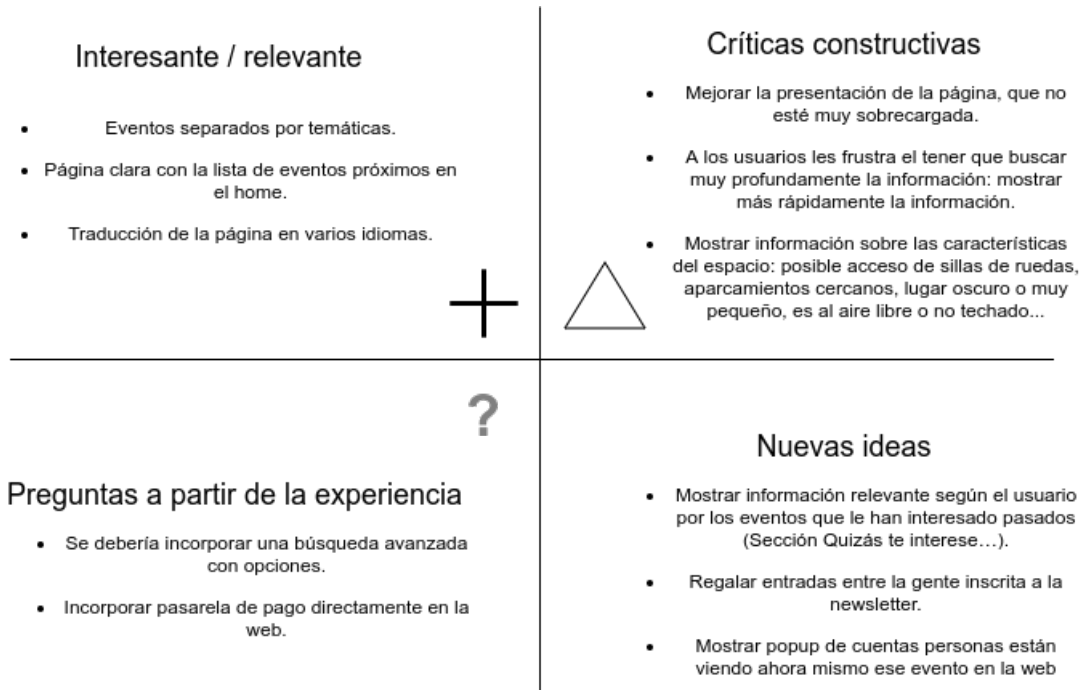 Interesante / relevante
• Eventos separados por temáticas.
• Página clara con la lista de eventos próximos en
el home.
• Traducción de la página en varios idiomas.
Críticas constructivas
• Mejorar la presentación de la página, que no
esté muy sobrecargada.
• A los usuarios les frustra el tener que buscar
muy profundamente la información: mostrar
más rápidamente la información.
• Mostrar información sobre las características
del espacio: posible acceso de sillas de ruedas,
aparcamientos cercanos, lugar oscuro o muy
pequeño, es al aire libre o no techado...
?
Preguntas a partir de la experiencia
• Se debería incorporar una búsqueda avanzada
con opciones.
• Incorporar pasarela de pago directamente en la
web.
Nuevas ideas
• Mostrar información relevante según el usuario
por los eventos que le han interesado pasados
(Sección Quizás te interese…).
• Regalar entradas entre la gente inscrita a la
newsletter.
• Mostrar popup de cuentas personas están
viendo ahora mismo ese evento en la web